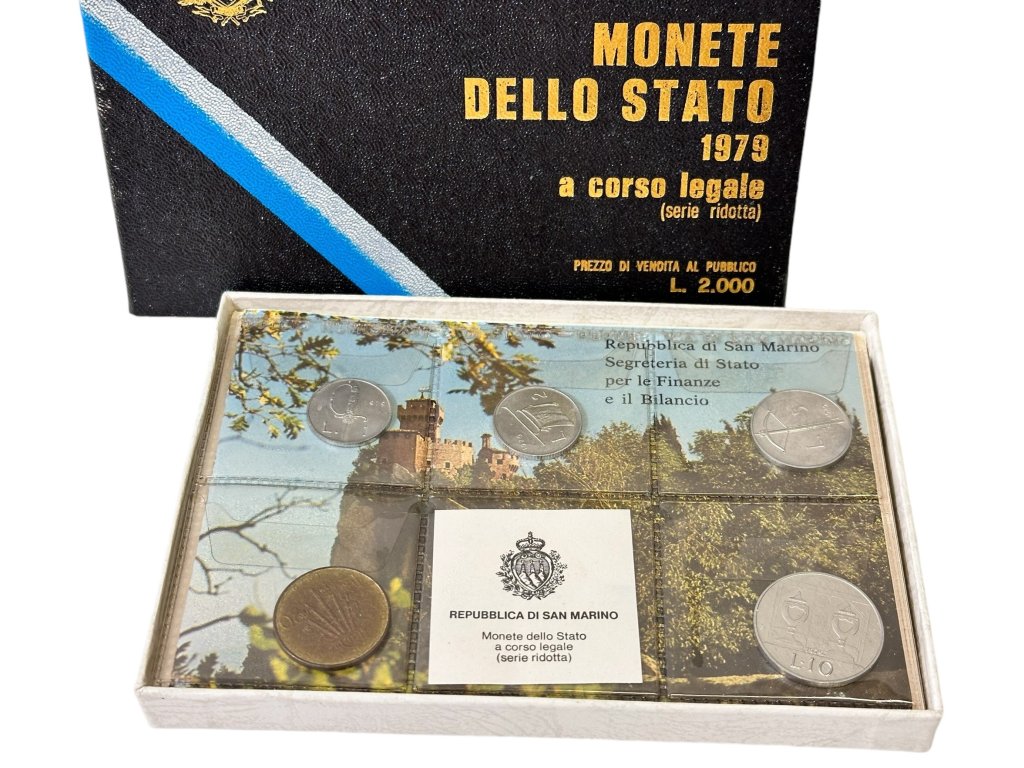 MONETE
DELLO STATO
1979
a corso legale
(serie ridotta)
PREZZO DI VENDITA AL PUBBLICO
L. 2.000
Repubblica di San Marino
Segreteria di Stato
per le Finanze
e il Bilancio
REPUBBLICA DI SAN MARINO
Monete dello Stato
a corso legale
(serie ridotta)
L.10